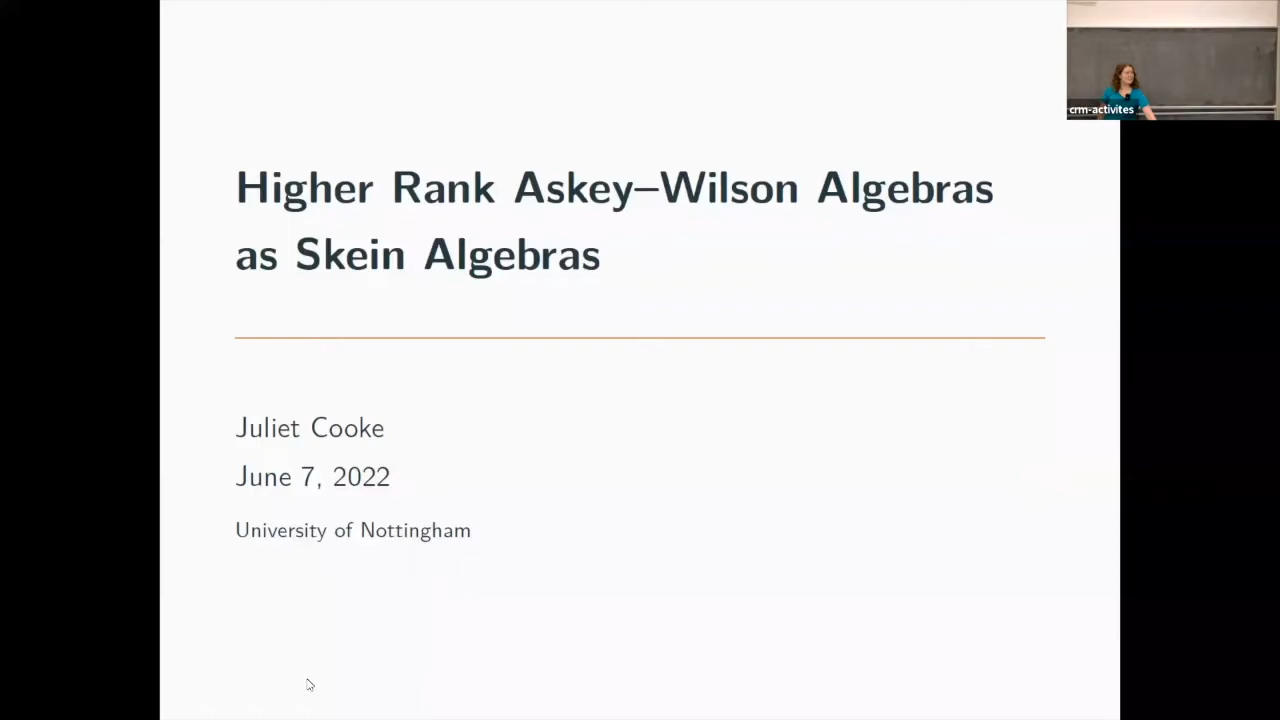 Higher Rank Askey–Wilson Algebras
as Skein Algebras
Juliet Cooke
June 7, 2022
University of Nottingham
crm-activites